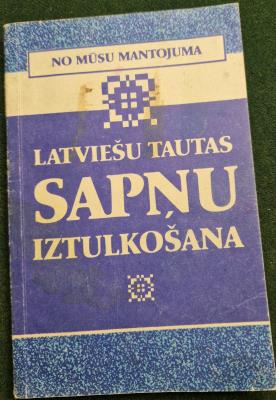 NO MŪSU MANTOJUMA
LATVIEŠU TAUTAS
SAPŅU
IZTULKOŠANA